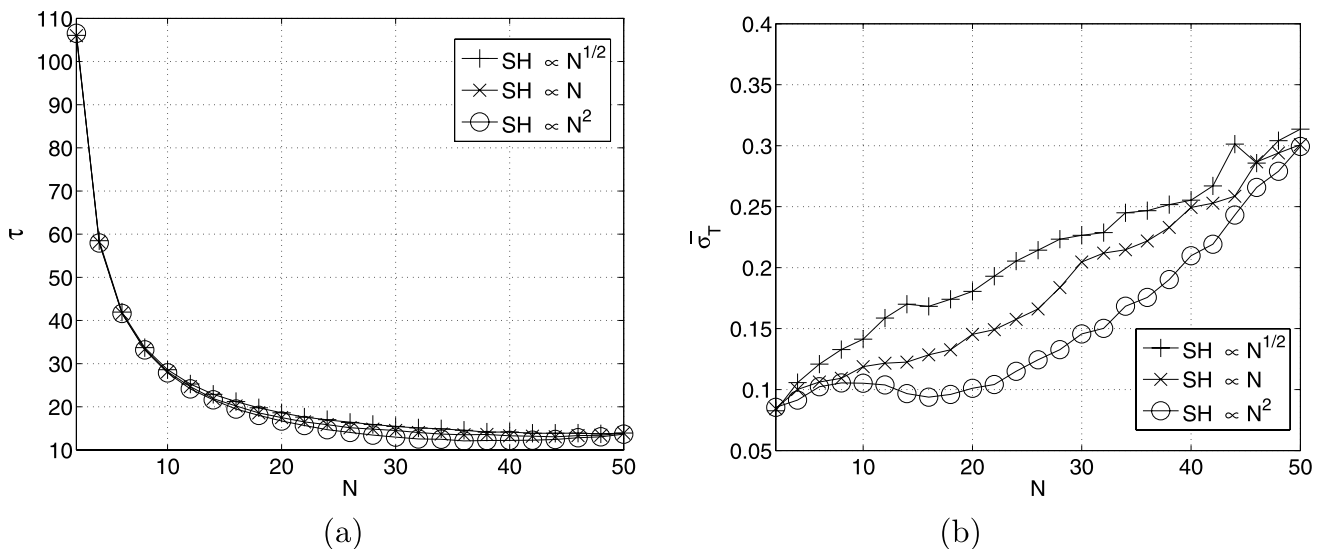 110
100
90
80
70
60
50
40
30
20
10
τ
10 20 30 40 50
N
SH ∝ N^{1/2}
SH ∝ N
SH ∝ N^2
(a)
0.4
0.35
0.3
0.25
0.2
0.15
0.1
0.05
σ̄_T
10 20 30 40 50
N
SH ∝ N^{1/2}
SH ∝ N
SH ∝ N^2
(b)